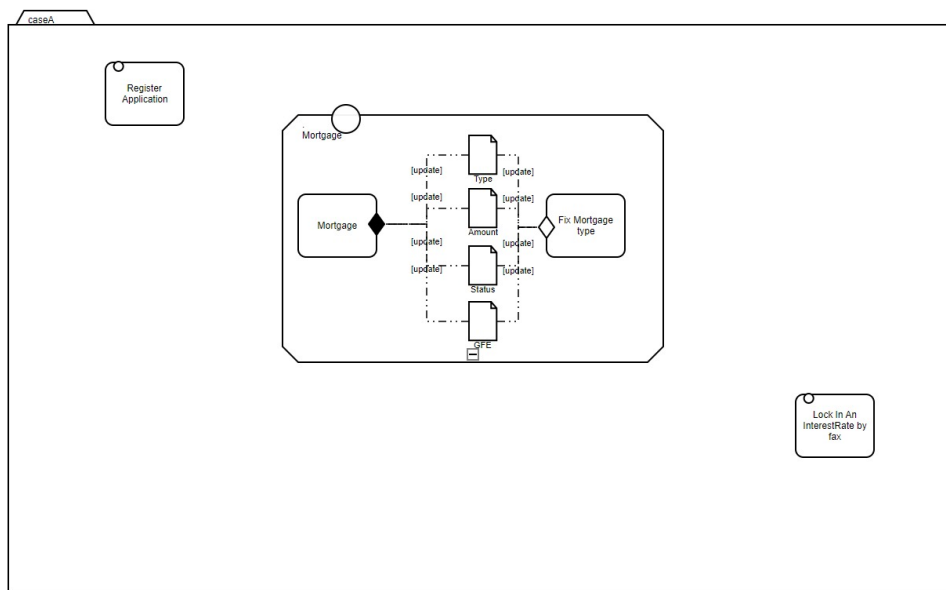 caseA
Register
Application
Mortgage
[update]
Type
[update]
[update]
[update]
Mortgage
Amount
Fix Mortgage
type
[update]
[update]
[update]
Status
[update]
GFE
Lock In An
InterestRate by
fax